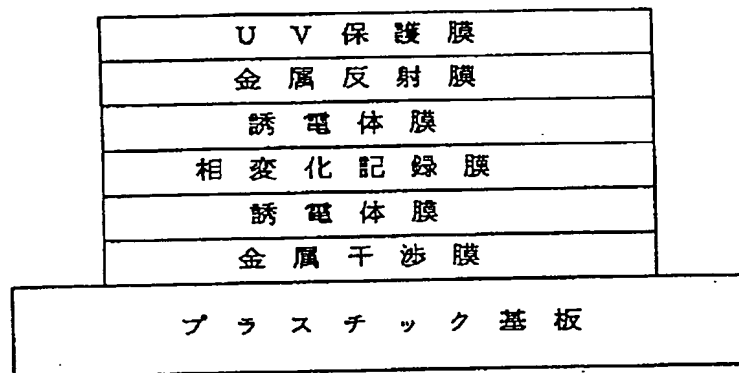 UV保護膜
金属反射膜
誘電体膜
相変化記録膜
誘電体膜
金属干渉膜
プラスチック基板